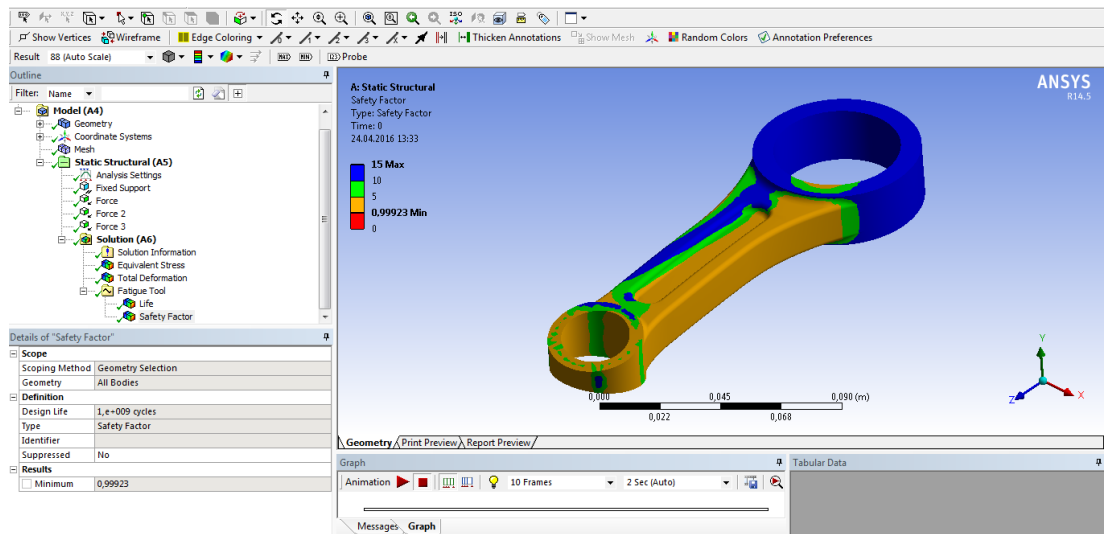 ISO
Show Vertices Wireframe Edge Coloring Thicken Annotations Show Mesh Random Colors Annotation Preferences
Result 88 (Auto Scale) MAX MIN Probe
Outline
Filter: Name
Model (A4)
Geometry
Coordinate Systems
Mesh
Static Structural (A5)
Analysis Settings
Fixed Support
Force
Force 2
Force 3
Solution (A6)
Solution Information
Equivalent Stress
Total Deformation
Fatigue Tool
Life
Safety Factor
Details of "Safety Factor"
Scope
Scoping Method Geometry Selection
Geometry All Bodies
Definition
Design Life 1,e+009 cycles
Type Safety Factor
Identifier
Suppressed No
Results
Minimum 0,99923
A: Static Structural
Safety Factor
Type: Safety Factor
Time: 0
24.04.2016 13:33
15 Max
10
5
0,99923 Min
0
ANSYS
R14.5
0,000 0,045 0,090 (m)
0,022 0,068
Y
Z X
Geometry Print Preview Report Preview
Graph
Animation 10 Frames 2 Sec (Auto)
Messages Graph
Tabular Data